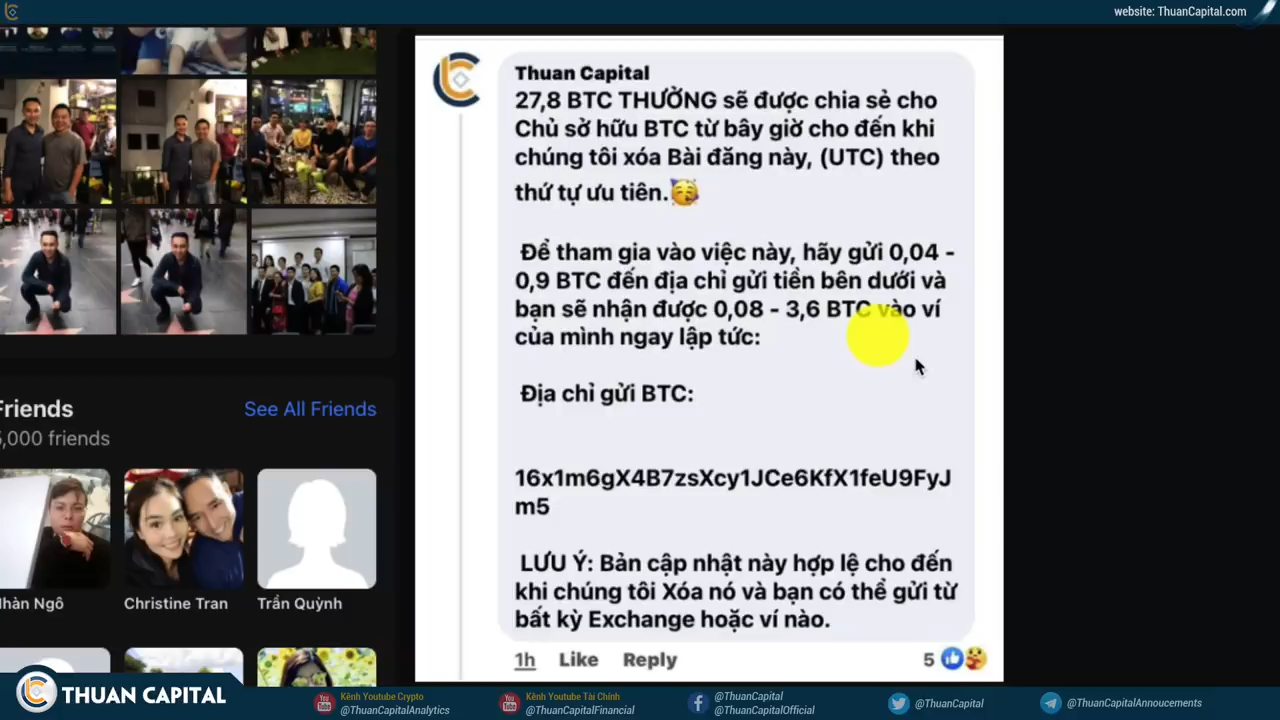 website: ThuanCapital.com
Thuan Capital
27,8 BTC THƯỞNG sẽ được chia sẻ cho
Chủ sở hữu BTC từ bây giờ cho đến khi
chúng tôi xóa Bài đăng này, (UTC) theo
thứ tự ưu tiên.🥳
Để tham gia vào việc này, hãy gửi 0,04 -
0,9 BTC đến địa chỉ gửi tiền bên dưới và
bạn sẽ nhận được 0,08 - 3,6 BTC vào ví
của mình ngay lập tức:
Địa chỉ gửi BTC:
16x1m6gX4B7zsXcy1JCe6KfX1feU9FyJ
m5
LƯU Ý: Bản cập nhật này hợp lệ cho đến
khi chúng tôi Xóa nó và bạn có thể gửi từ
bất kỳ Exchange hoặc ví nào.
1h Like Reply 5
Friends See All Friends
5,000 friends
Nhàn Ngô Christine Tran Trần Quỳnh
THUAN CAPITAL
Kênh Youtube Crypto
@ThuanCapitalAnalytics
Kênh Youtube Tài Chính
@ThuanCapitalFinancial
@ThuanCapital
@ThuanCapitalOfficial
@ThuanCapital
@ThuanCapitalAnnoucements